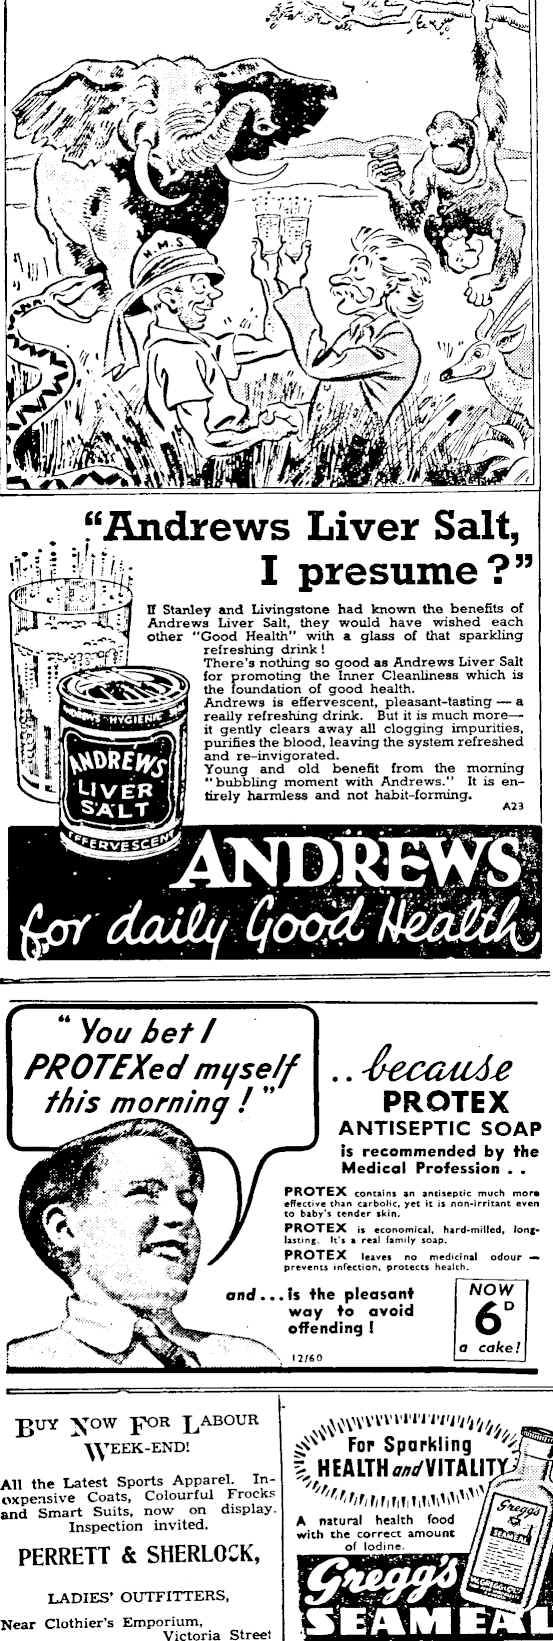 H.M.S.
"Andrews Liver Salt,
I presume?"
If Stanley and Livingstone had known the benefits of
Andrews Liver Salt, they would have wished each
other "Good Health" with a glass of that sparkling
refreshing drink!
There's nothing so good as Andrews Liver Salt
for promoting the Inner Cleanliness which is
the foundation of good health.
Andrews is effervescent, pleasant-tasting — a
really refreshing drink. But it is much more—
it gently clears away all clogging impurities,
purifies the blood, leaving the system refreshed
and re-invigorated.
Young and old benefit from the morning
"bubbling moment with Andrews." It is en-
tirely harmless and not habit-forming.
A23
HYGIENIC
ANDREWS
LIVER
SALT
EFFERVESCENT
ANDREWS
for daily Good Health
"You bet I
PROTEXed myself
this morning!"
..because
PROTEX
ANTISEPTIC SOAP
is recommended by the
Medical Profession ..
PROTEX contains an antiseptic much more
effective than carbolic, yet it is non-irritant even
to baby's tender skin.
PROTEX is economical, hard-milled, long-
lasting. It's a real family soap.
PROTEX leaves no medicinal odour —
prevents infection, protects health.
and...is the pleasant
way to avoid
offending!
NOW
6D
a cake!
12/60
BUY NOW FOR LABOUR
WEEK-END!
All the Latest Sports Apparel. In-
expensive Coats, Colourful Frocks
and Smart Suits, now on display.
Inspection invited.
PERRETT & SHERLOCK,
LADIES' OUTFITTERS,
Near Clothier's Emporium,
Victoria Street
For Sparkling
HEALTH and VITALITY
A natural health food
with the correct amount
of Iodine.
Gregg's
SEAMEAL
Gregg's
SEAMEAL